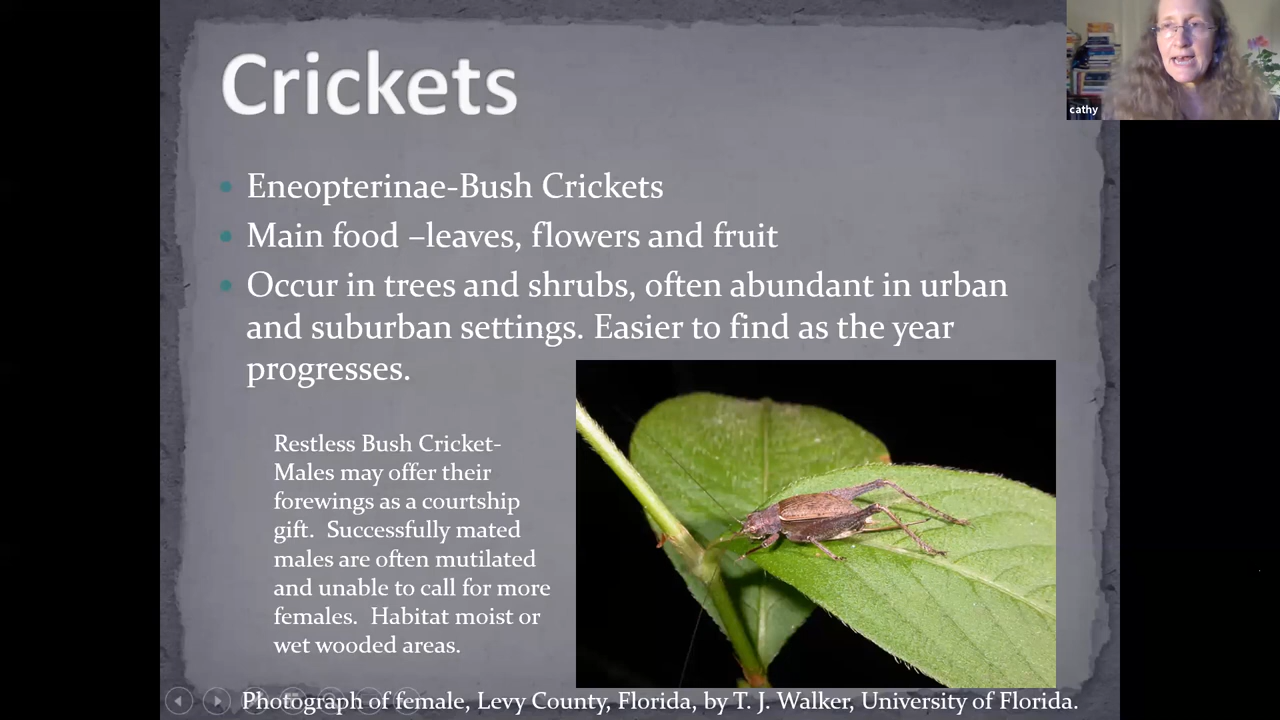 Crickets
cathy
Eneopterinae-Bush Crickets
Main food –leaves, flowers and fruit
Occur in trees and shrubs, often abundant in urban
and suburban settings. Easier to find as the year
progresses.
Restless Bush Cricket-
Males may offer their
forewings as a courtship
gift.  Successfully mated
males are often mutilated
and unable to call for more
females.  Habitat moist or
wet wooded areas.
Photograph of female, Levy County, Florida, by T. J. Walker, University of Florida.